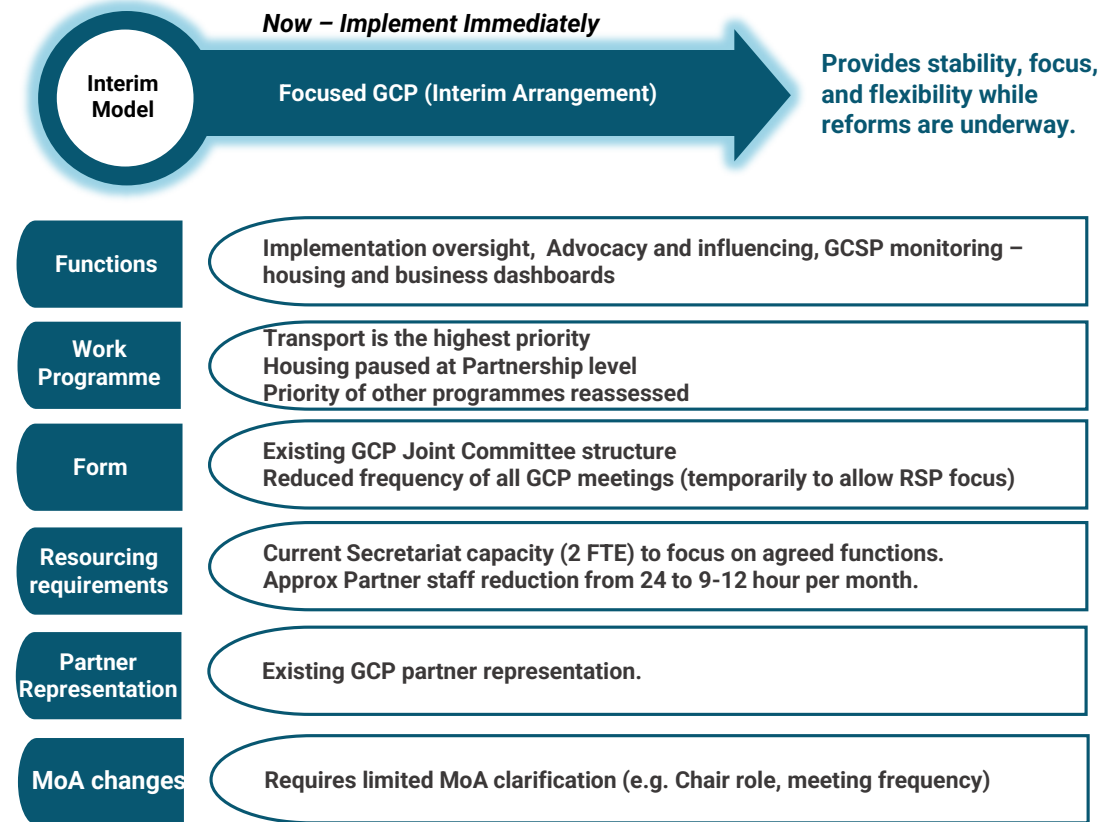 Now – Implement Immediately
Interim
Model
Focused GCP (Interim Arrangement)
Provides stability, focus,
and flexibility while
reforms are underway.
Functions
Implementation oversight,  Advocacy and influencing, GCSP monitoring –
housing and business dashboards
Work
Programme
Transport is the highest priority
Housing paused at Partnership level
Priority of other programmes reassessed
Form
Existing GCP Joint Committee structure
Reduced frequency of all GCP meetings (temporarily to allow RSP focus)
Resourcing
requirements
Current Secretariat capacity (2 FTE) to focus on agreed functions.
Approx Partner staff reduction from 24 to 9-12 hour per month.
Partner
Representation
Existing GCP partner representation.
MoA changes
Requires limited MoA clarification (e.g. Chair role, meeting frequency)